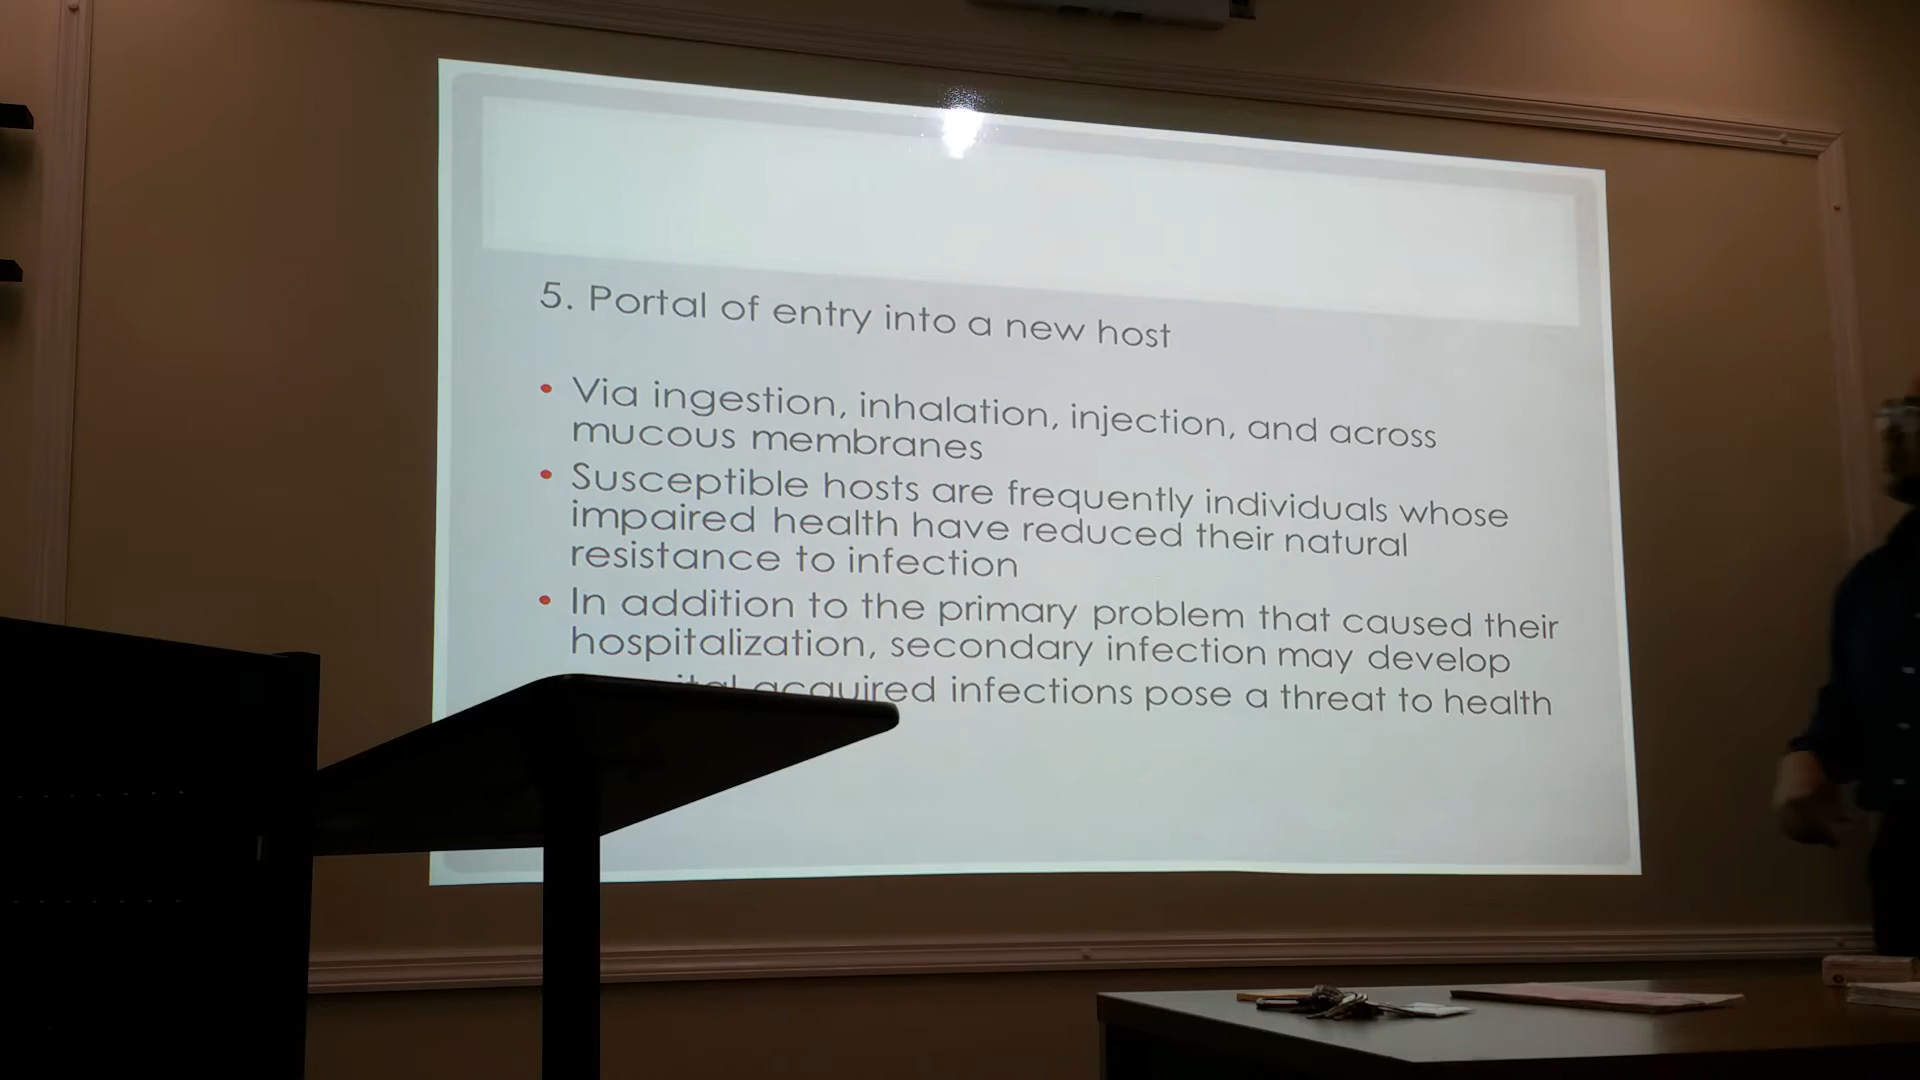 5. Portal of entry into a new host
• Via ingestion, inhalation, injection, and across
mucous membranes
• Susceptible hosts are frequently individuals whose
impaired health have reduced their natural
resistance to infection
• In addition to the primary problem that caused their
hospitalization, secondary infection may develop
acquired infections pose a threat to health